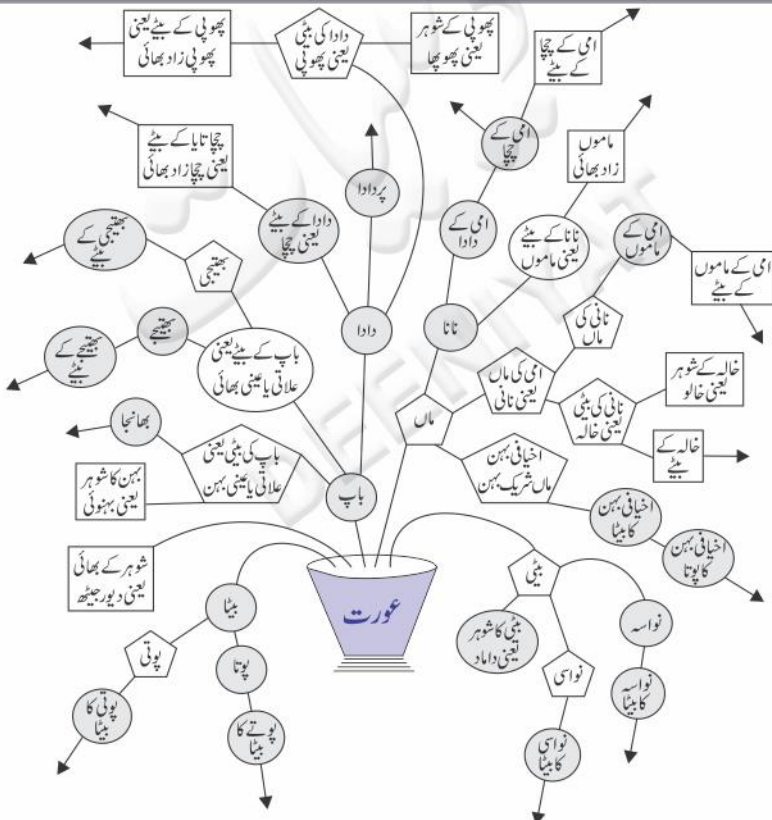 پھوپی کے بیٹے یعنی
پھوپی زاد بھائی
دادا کی بیٹی
یعنی پھوپی
پھوپی کے شوہر
یعنی پھوپھا
امی کے چچا
کے بیٹے
چچا تایا کے بیٹے
یعنی چچا زاد بھائی
امی کے
چچا
ماموں
زاد بھائی
پر دادا
دادا کے بیٹے
یعنی چچا
امی کے
دادا
نانا کے بیٹے
یعنی ماموں
امی کے
ماموں
امی کے ماموں
کے بیٹے
بھتیجی کے
بیٹے
بھتیجی
دادا
نانا
نانی کی
ماں
بھتیجے کے
بیٹے
بھتیجے
باپ کے بیٹے یعنی
علاتی یا عینی بھائی
ماں
امی کی ماں
یعنی نانی
نانی کی بیٹی
یعنی خالہ
خالہ کے شوہر
یعنی خالو
خالہ کے
بیٹے
بھانجا
باپ کی بیٹی یعنی
علاتی یا عینی بہن
بہن کا شوہر
یعنی بہنوئی
باپ
اخیافی بہن
ماں شریک بہن
اخیافی بہن
کا بیٹا
اخیافی بہن
کا پوتا
شوہر کے بھائی
یعنی دیور جیٹھ
عورت
بیٹا
پوتی
پوتی کا
بیٹا
پوتا
پوتے کا
بیٹا
بیٹی
بیٹی کا شوہر
یعنی داماد
نواسی
نواسی
کا بیٹا
نواسہ
نواسہ
کا بیٹا
DEENIYAT